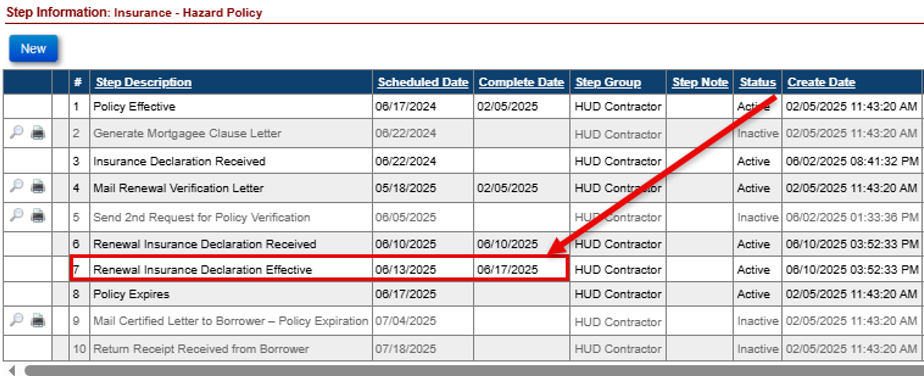 Step Information: Insurance - Hazard Policy
New
# Step Description Scheduled Date Complete Date Step Group Step Note Status Create Date
1 Policy Effective 06/17/2024 02/05/2025 HUD Contractor Active 02/05/2025 11:43:20 AM
2 Generate Mortgagee Clause Letter 06/22/2024 HUD Contractor Inactive 02/05/2025 11:43:20 AM
3 Insurance Declaration Received 06/22/2024 HUD Contractor Active 06/02/2025 08:41:32 PM
4 Mail Renewal Verification Letter 05/18/2025 02/05/2025 HUD Contractor Active 02/05/2025 11:43:20 AM
5 Send 2nd Request for Policy Verification 06/05/2025 HUD Contractor Inactive 06/02/2025 01:33:36 PM
6 Renewal Insurance Declaration Received 06/10/2025 06/10/2025 HUD Contractor Active 06/10/2025 03:52:33 PM
7 Renewal Insurance Declaration Effective 06/13/2025 06/17/2025 HUD Contractor Active 06/10/2025 03:52:33 PM
8 Policy Expires 06/17/2025 HUD Contractor Active 02/05/2025 11:43:20 AM
9 Mail Certified Letter to Borrower – Policy Expiration 07/04/2025 HUD Contractor Inactive 02/05/2025 11:43:20 AM
10 Return Receipt Received from Borrower 07/18/2025 HUD Contractor Inactive 02/05/2025 11:43:20 AM